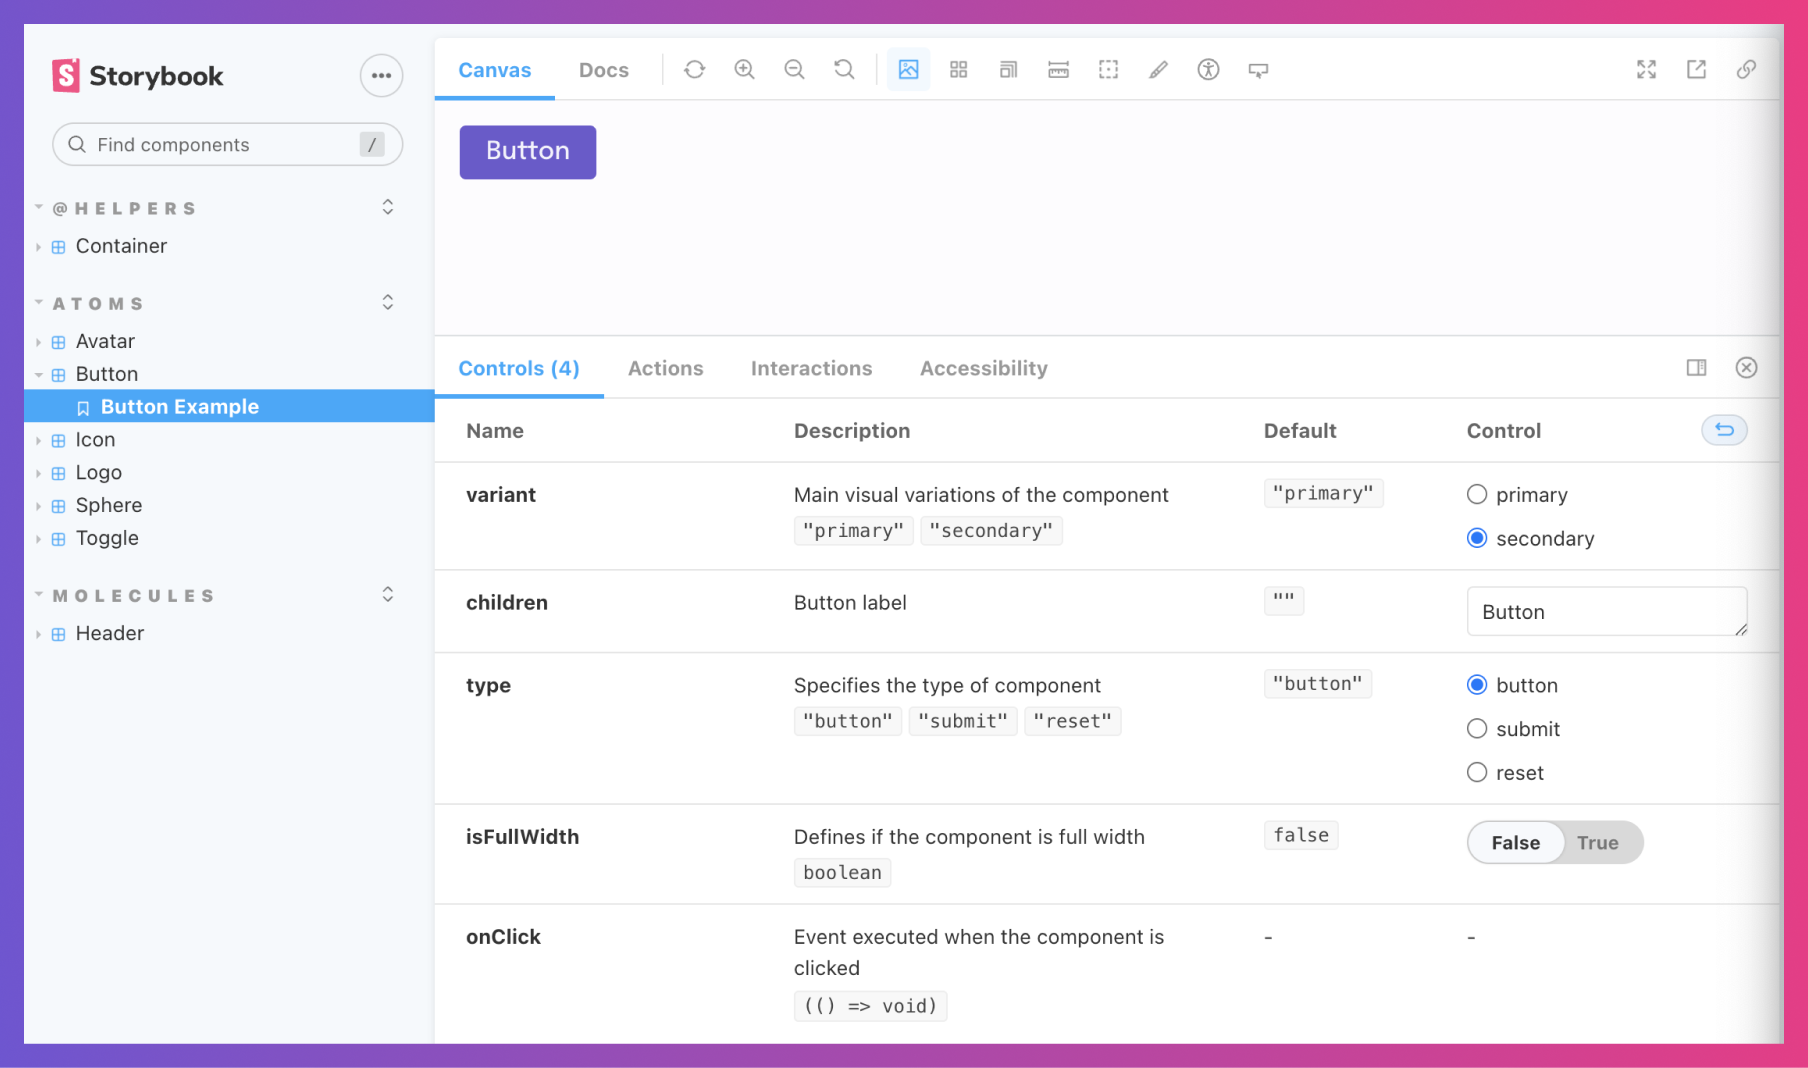 Storybook
Find components /
@HELPERS
Container
ATOMS
Avatar
Button
Button Example
Icon
Logo
Sphere
Toggle
MOLECULES
Header
Canvas Docs
Button
Controls (4) Actions Interactions Accessibility
Name Description Default Control
variant Main visual variations of the component "primary" primary
"primary" "secondary" secondary
children Button label "" Button
type Specifies the type of component "button" button
"button" "submit" "reset" submit
reset
isFullWidth Defines if the component is full width false False True
boolean
onClick Event executed when the component is - -
clicked
(() => void)